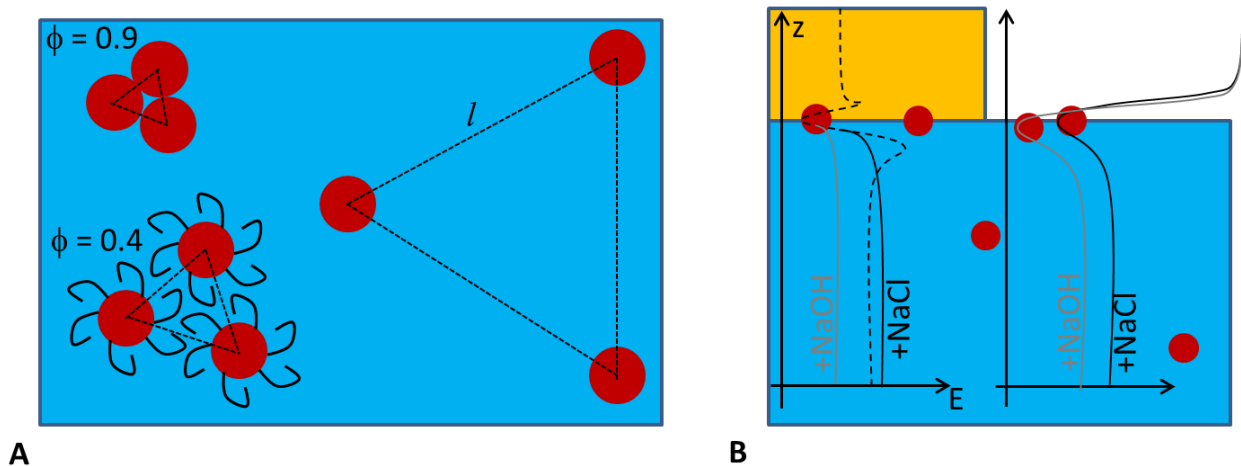 ϕ = 0.9
l
ϕ = 0.4
A
z
+NaOH
+NaCl
E
+NaOH
+NaCl
B